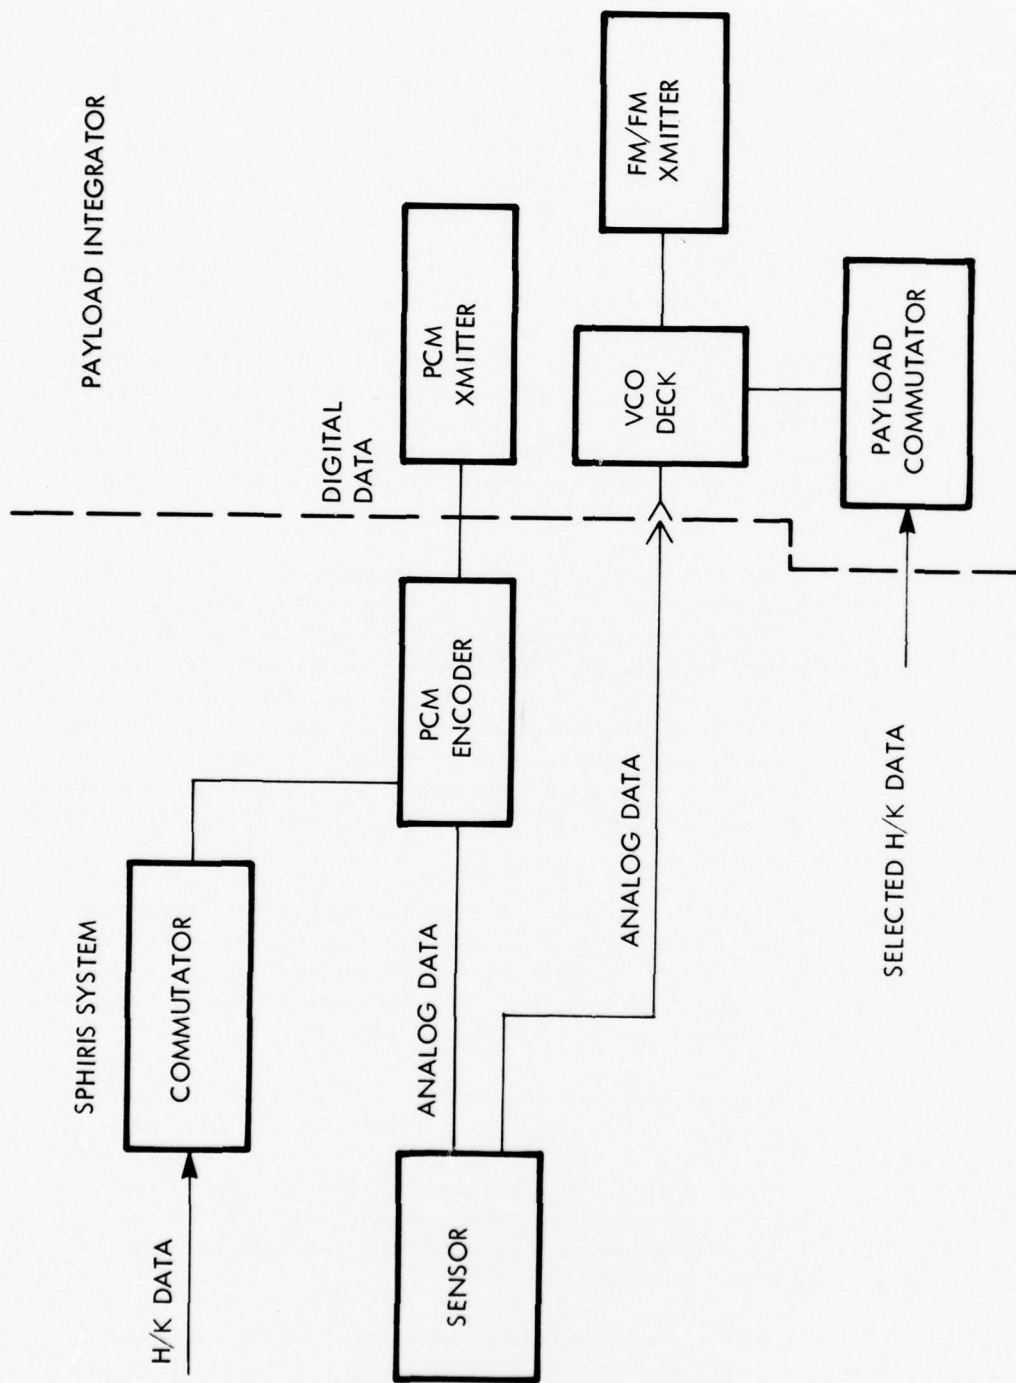 SPHIRIS SYSTEM
PAYLOAD INTEGRATOR
H/K DATA
COMMUTATOR
DIGITAL
DATA
SENSOR
ANALOG DATA
PCM
ENCODER
PCM
XMITTER
ANALOG DATA
VCO
DECK
FM/FM
XMITTER
SELECTED H/K DATA
PAYLOAD
COMMUTATOR